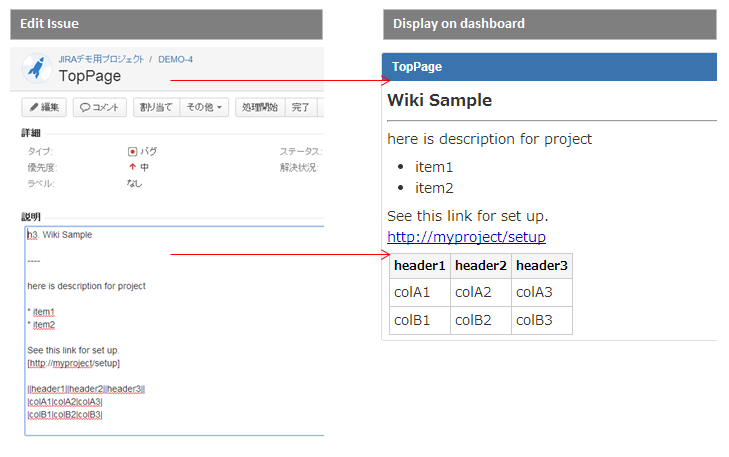 Edit Issue
JIRAデモ用プロジェクト / DEMO-4
TopPage
編集 コメント 割り当て その他 処理開始 完了
詳細
タイプ: バグ ステータス:
優先度: 中 解決状況:
ラベル: なし
説明
h3. Wiki Sample
----
here is description for project
* item1
* item2
See this link for set up.
[http://myproject/setup]
||header1||header2||header3||
|colA1|colA2|colA3|
|colB1|colB2|colB3|
Display on dashboard
TopPage
Wiki Sample
here is description for project
• item1
• item2
See this link for set up.
http://myproject/setup
header1 header2 header3
colA1 colA2 colA3
colB1 colB2 colB3